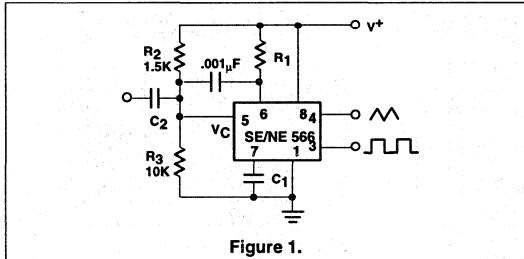 V+
R2
1.5K
.001µF
R1
C2
5
6
8
4
VC
SE/NE 566
3
7
1
R3
10K
C1
Figure 1.